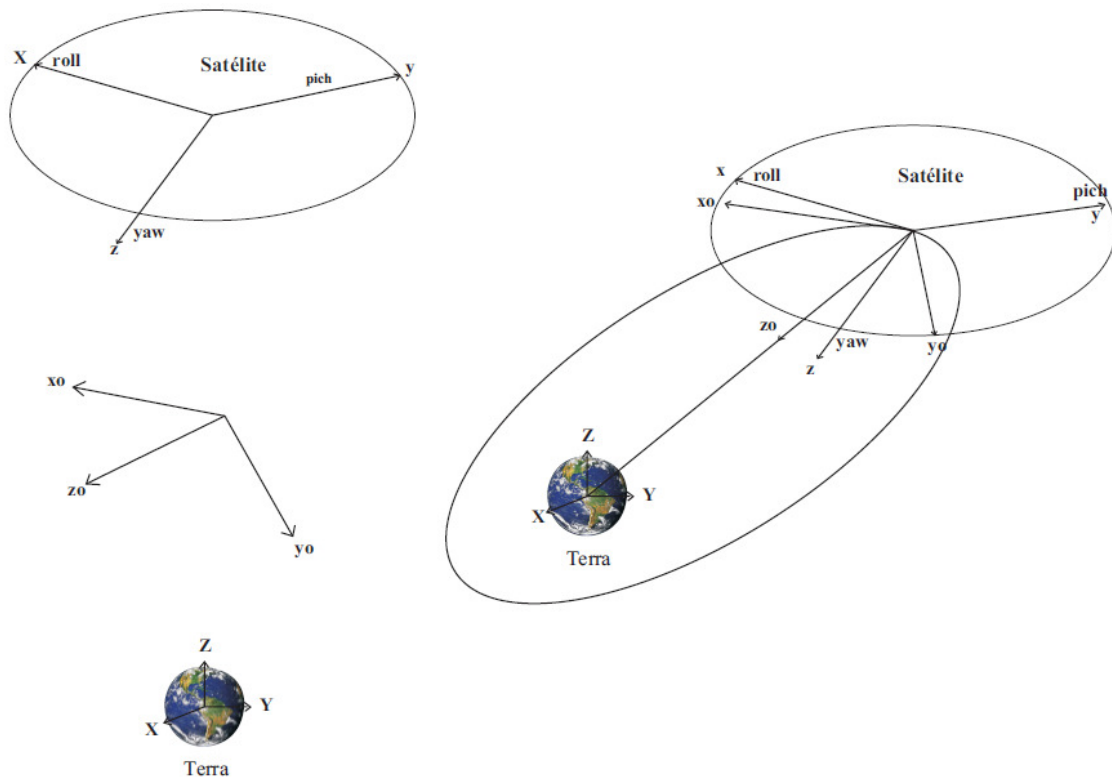 X
roll
Satélite
pich
y
yaw
z
xo
zo
yo
Z
X
Y
Terra
x
roll
xo
Satélite
pich
y
zo
yaw
z
yo
Z
X
Y
Terra